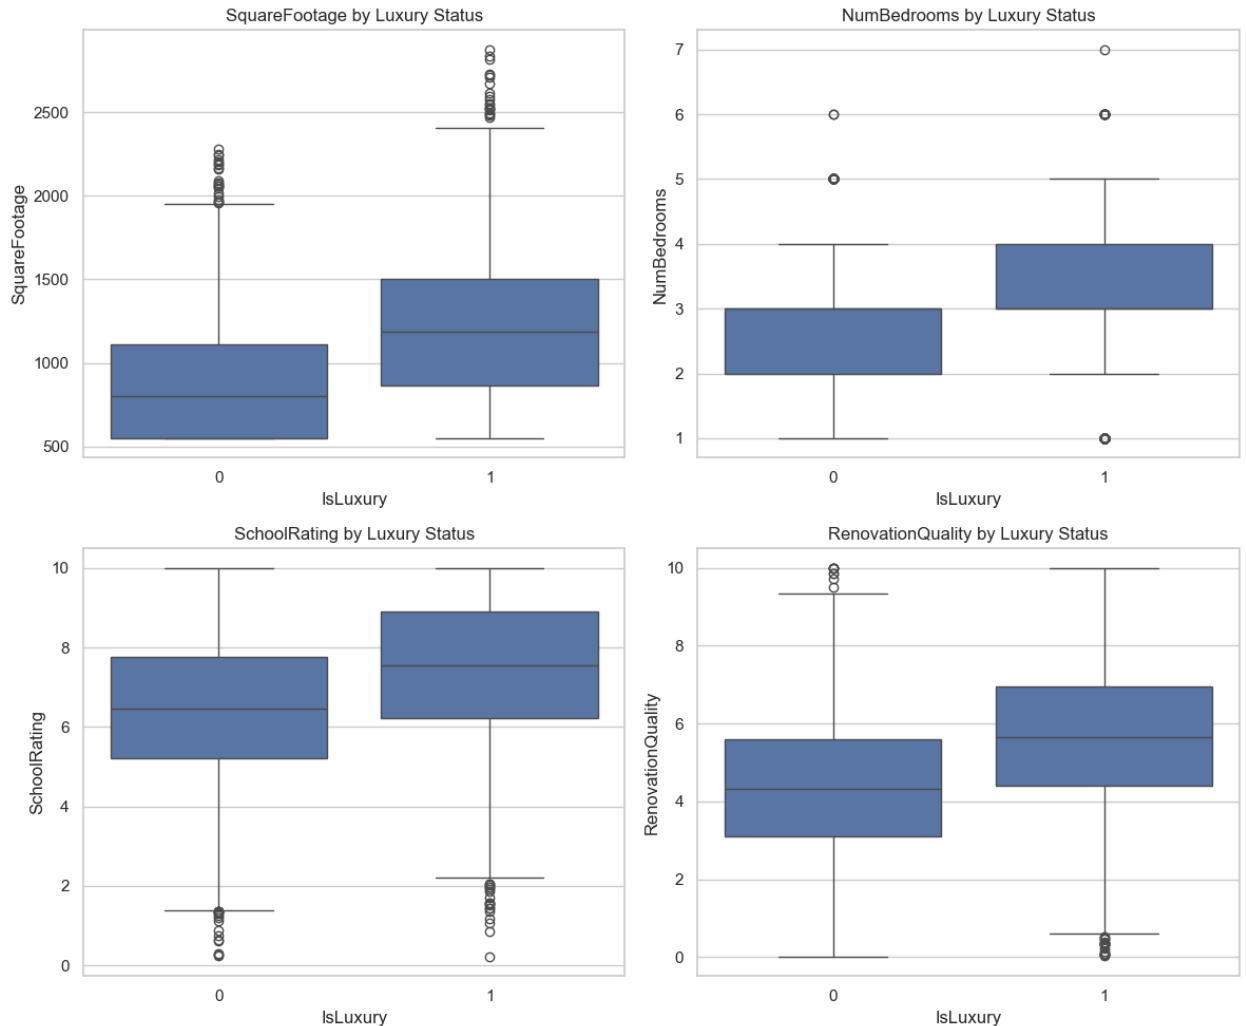 SquareFootage by Luxury Status
SquareFootage
2500
2000
1500
1000
500
0
1
IsLuxury
NumBedrooms by Luxury Status
NumBedrooms
7
6
5
4
3
2
1
0
1
IsLuxury
SchoolRating by Luxury Status
SchoolRating
10
8
6
4
2
0
0
1
IsLuxury
RenovationQuality by Luxury Status
RenovationQuality
10
8
6
4
2
0
0
1
IsLuxury